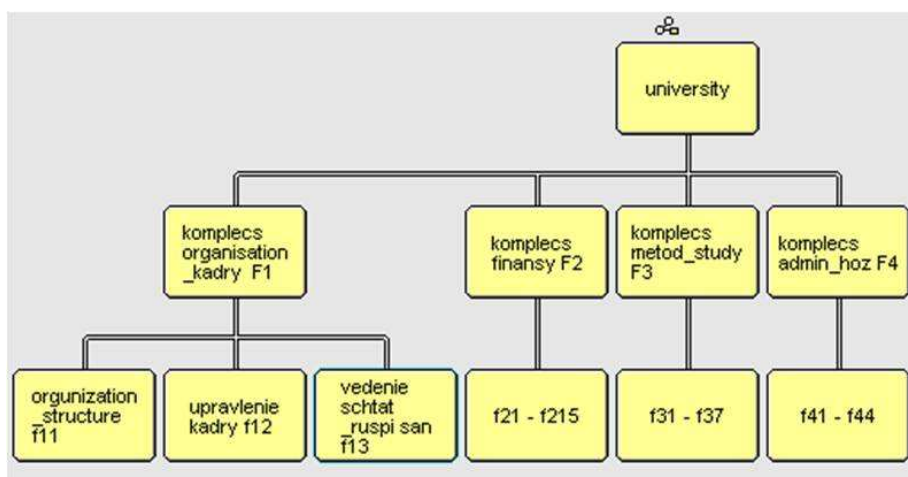 university
komplecs
organisation
_kadry F1
komplecs
finansy F2
komplecs
metod_study
F3
komplecs
admin_hoz F4
orgunization
_structure
f11
upravlenie
kadry f12
vedenie
schtat
_ruspi san
f13
f21 - f215
f31 - f37
f41 - f44